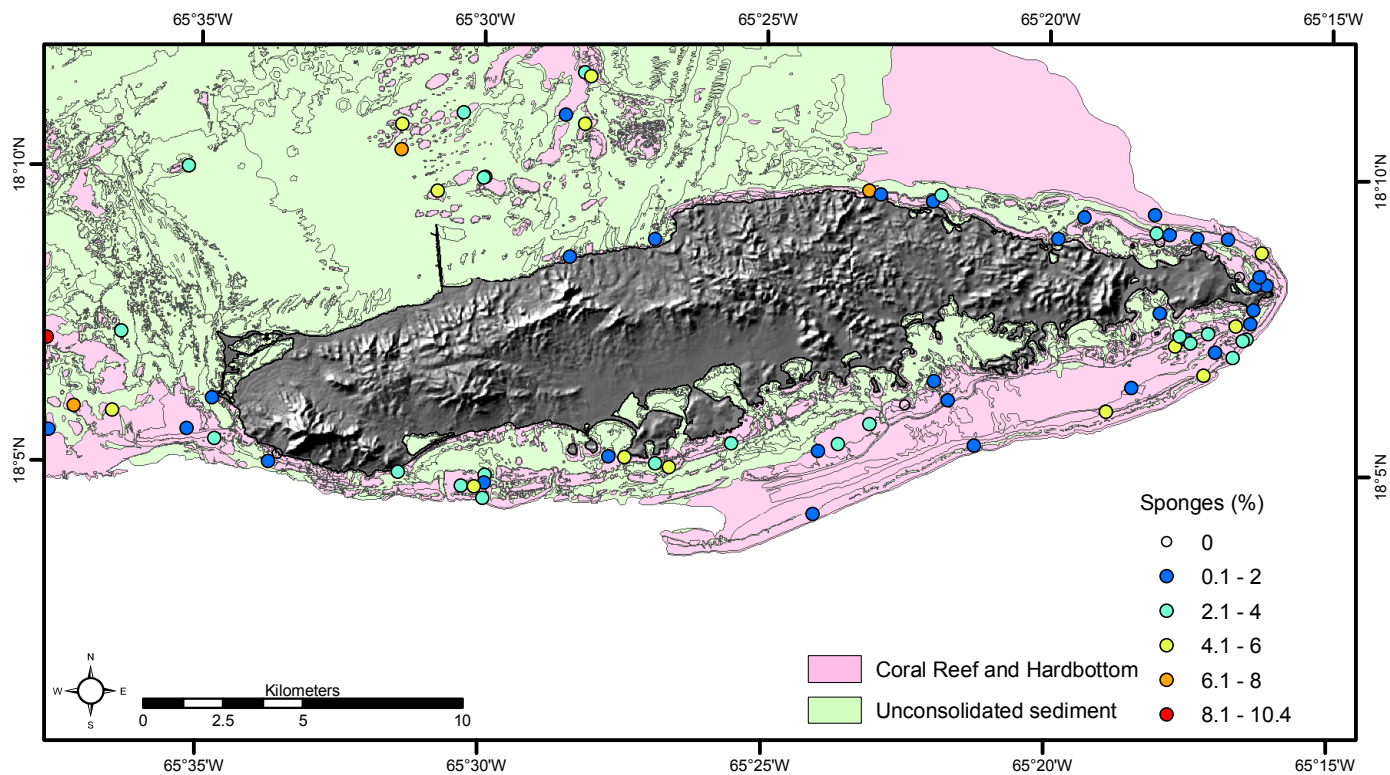 65°35'W 65°30'W 65°25'W 65°20'W 65°15'W
18°10'N
18°10'N
18°5'N
18°5'N
Sponges (%)
0
0.1 - 2
2.1 - 4
4.1 - 6
6.1 - 8
8.1 - 10.4
Coral Reef and Hardbottom
Unconsolidated sediment
N
W E
S
Kilometers
0 2.5 5 10
65°35'W 65°30'W 65°25'W 65°20'W 65°15'W